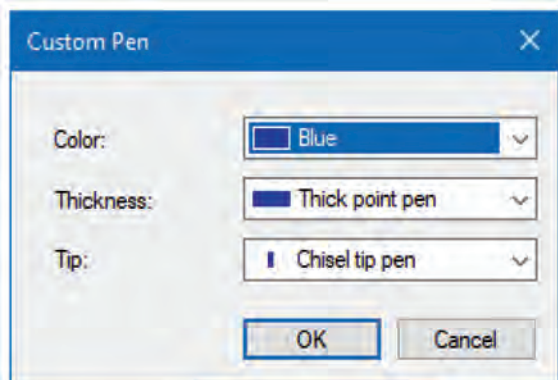 Custom Pen
Color: Blue
Thickness: Thick point pen
Tip: Chisel tip pen
OK Cancel